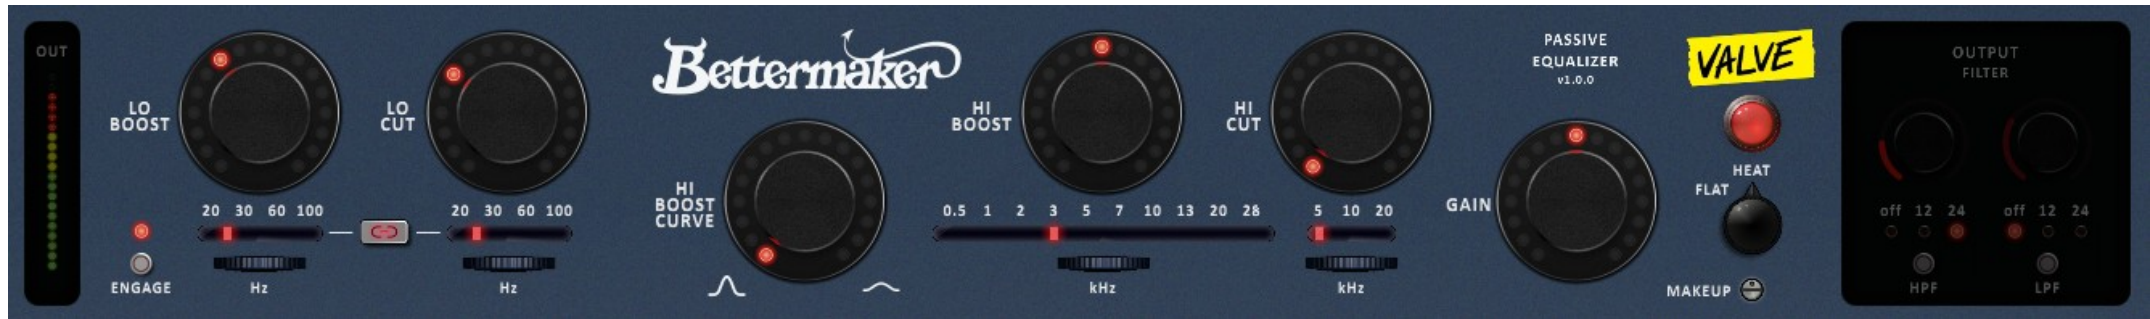 OUT
LO
BOOST
20 30 60 100
ENGAGE
Hz
LO
CUT
20 30 60 100
Hz
Bettermaker
HI
BOOST
CURVE
HI
BOOST
0.5 1 2 3 5 7 10 13 20 28
kHz
HI
CUT
5 10 20
kHz
PASSIVE
EQUALIZER
v1.0.0
GAIN
VALVE
HEAT
FLAT
MAKEUP
OUTPUT
FILTER
off 12 24
HPF
off 12 24
LPF